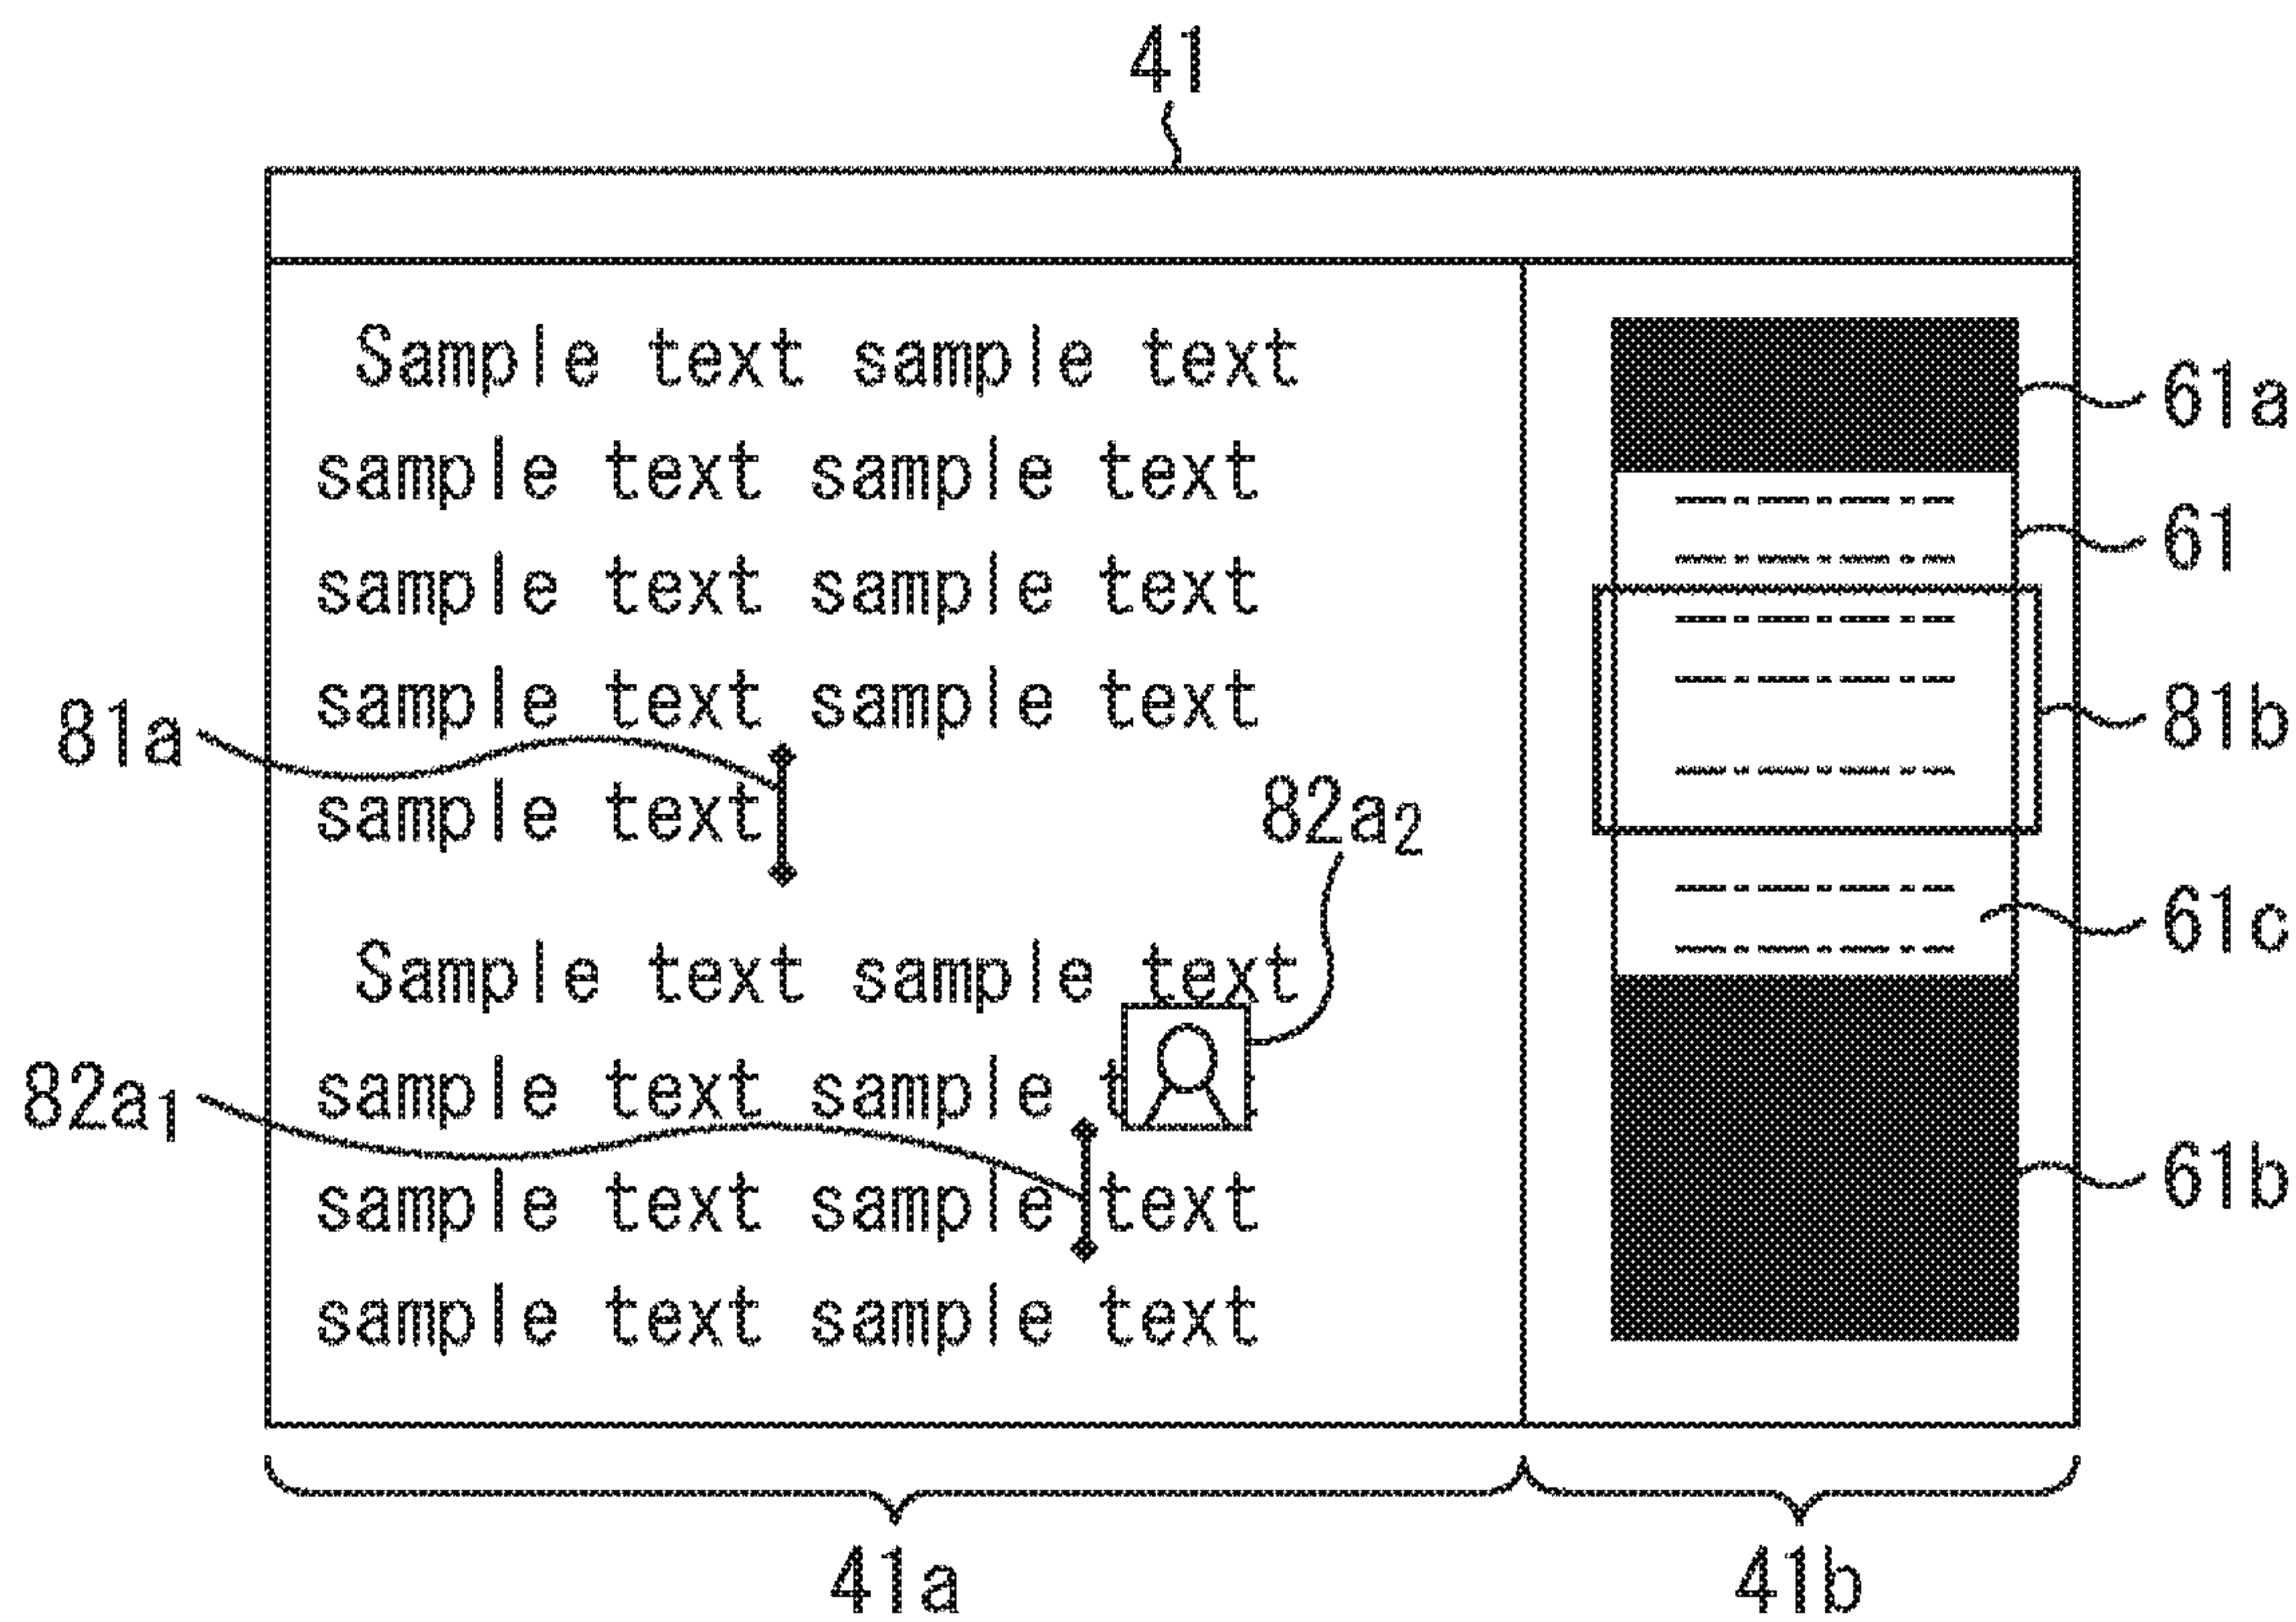 41
Sample text sample text
61a
sample text sample text
61
sample text sample text
sample text sample text
81a
81b
sample text
82a2
61c
Sample text sample text
82a1
sample text sample
61b
sample text sample text
sample text sample text
41a
41b